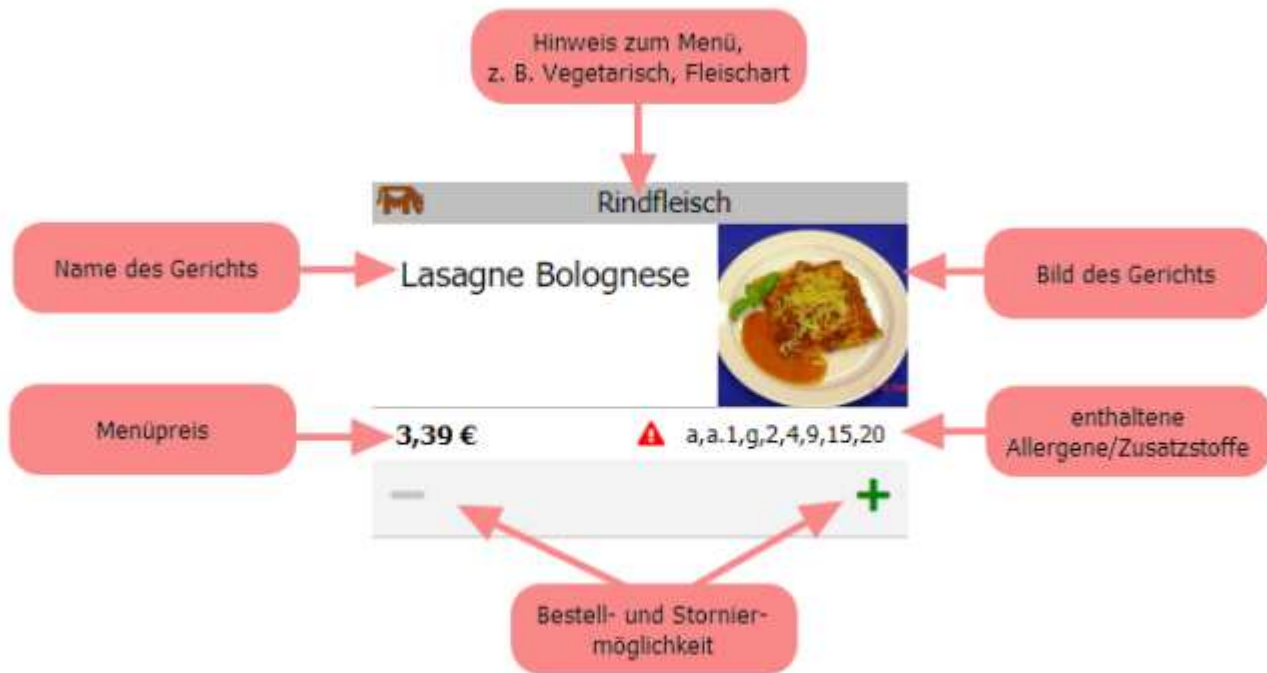 Hinweis zum Menü,
z. B. Vegetarisch, Fleischart
Rindfleisch
Name des Gerichts
Lasagne Bolognese
Bild des Gerichts
Menüpreis
3,39 €
a,a.1,g,2,4,9,15,20
enthaltene
Allergene/Zusatzstoffe
Bestell- und Stornier-
möglichkeit